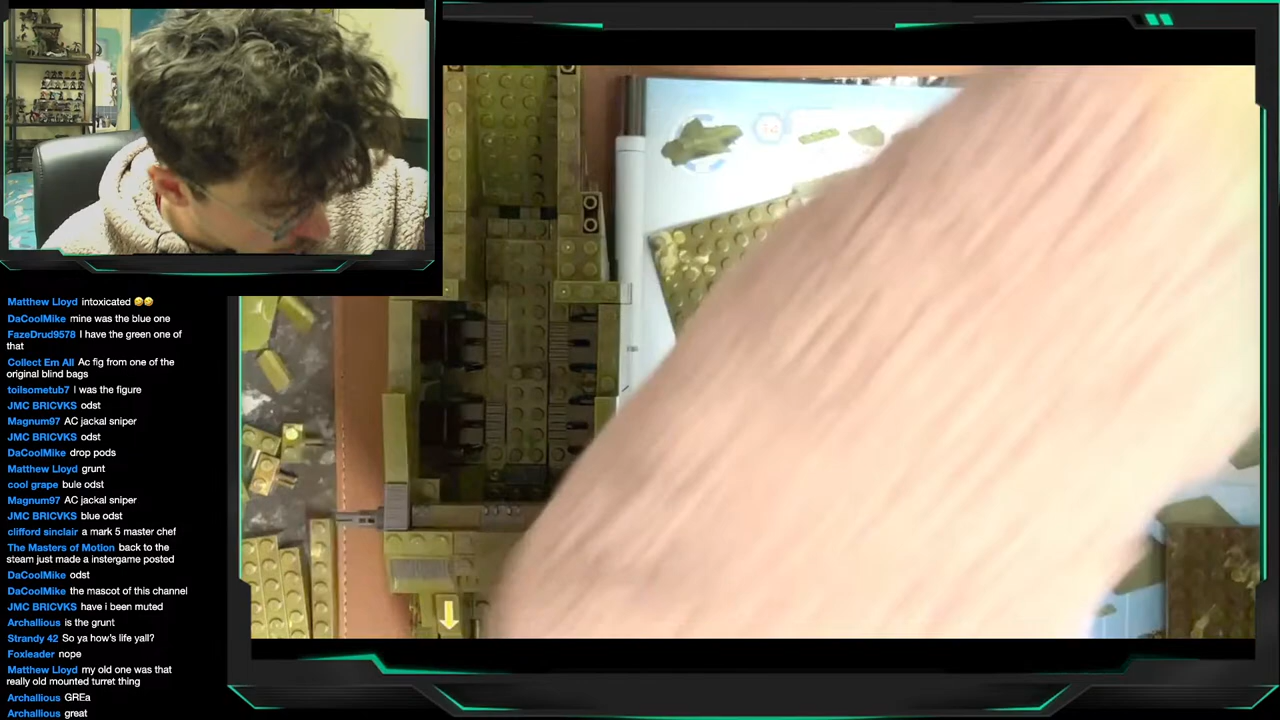 Matthew Lloyd intoxicated 🤣🤣
DaCoolMike mine was the blue one
FazeDrud9578 I have the green one of
that
Collect Em All Ac fig from one of the
original blind bags
toilsometub7 I was the figure
JMC BRICVKS odst
Magnum97 AC jackal sniper
JMC BRICVKS odst
DaCoolMike drop pods
Matthew Lloyd grunt
cool grape bule odst
Magnum97 AC jackal sniper
JMC BRICVKS blue odst
clifford sinclair a mark 5 master chef
The Masters of Motion back to the
steam just made a instergame posted
DaCoolMike odst
DaCoolMike the mascot of this channel
JMC BRICVKS have i been muted
Archallious is the grunt
Strandy 42 So ya how's life yall?
Foxleader nope
Matthew Lloyd my old one was that
really old mounted turret thing
Archallious GREa
Archallious great